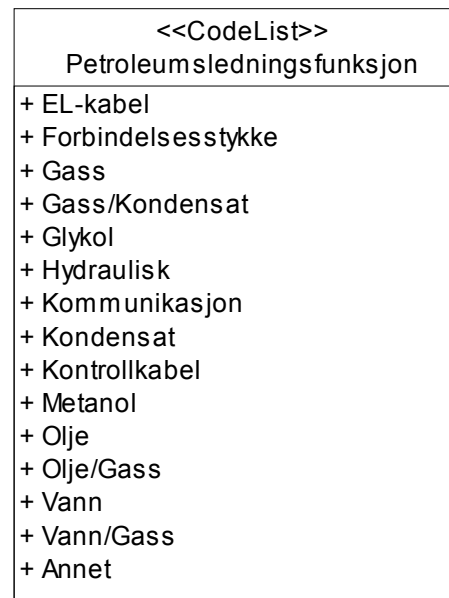 <<CodeList>>
Petroleumsledningsfunksjon
+ EL-kabel
+ Forbindelsesstykke
+ Gass
+ Gass/Kondensat
+ Glykol
+ Hydraulisk
+ Kommunikasjon
+ Kondensat
+ Kontrollkabel
+ Metanol
+ Olje
+ Olje/Gass
+ Vann
+ Vann/Gass
+ Annet